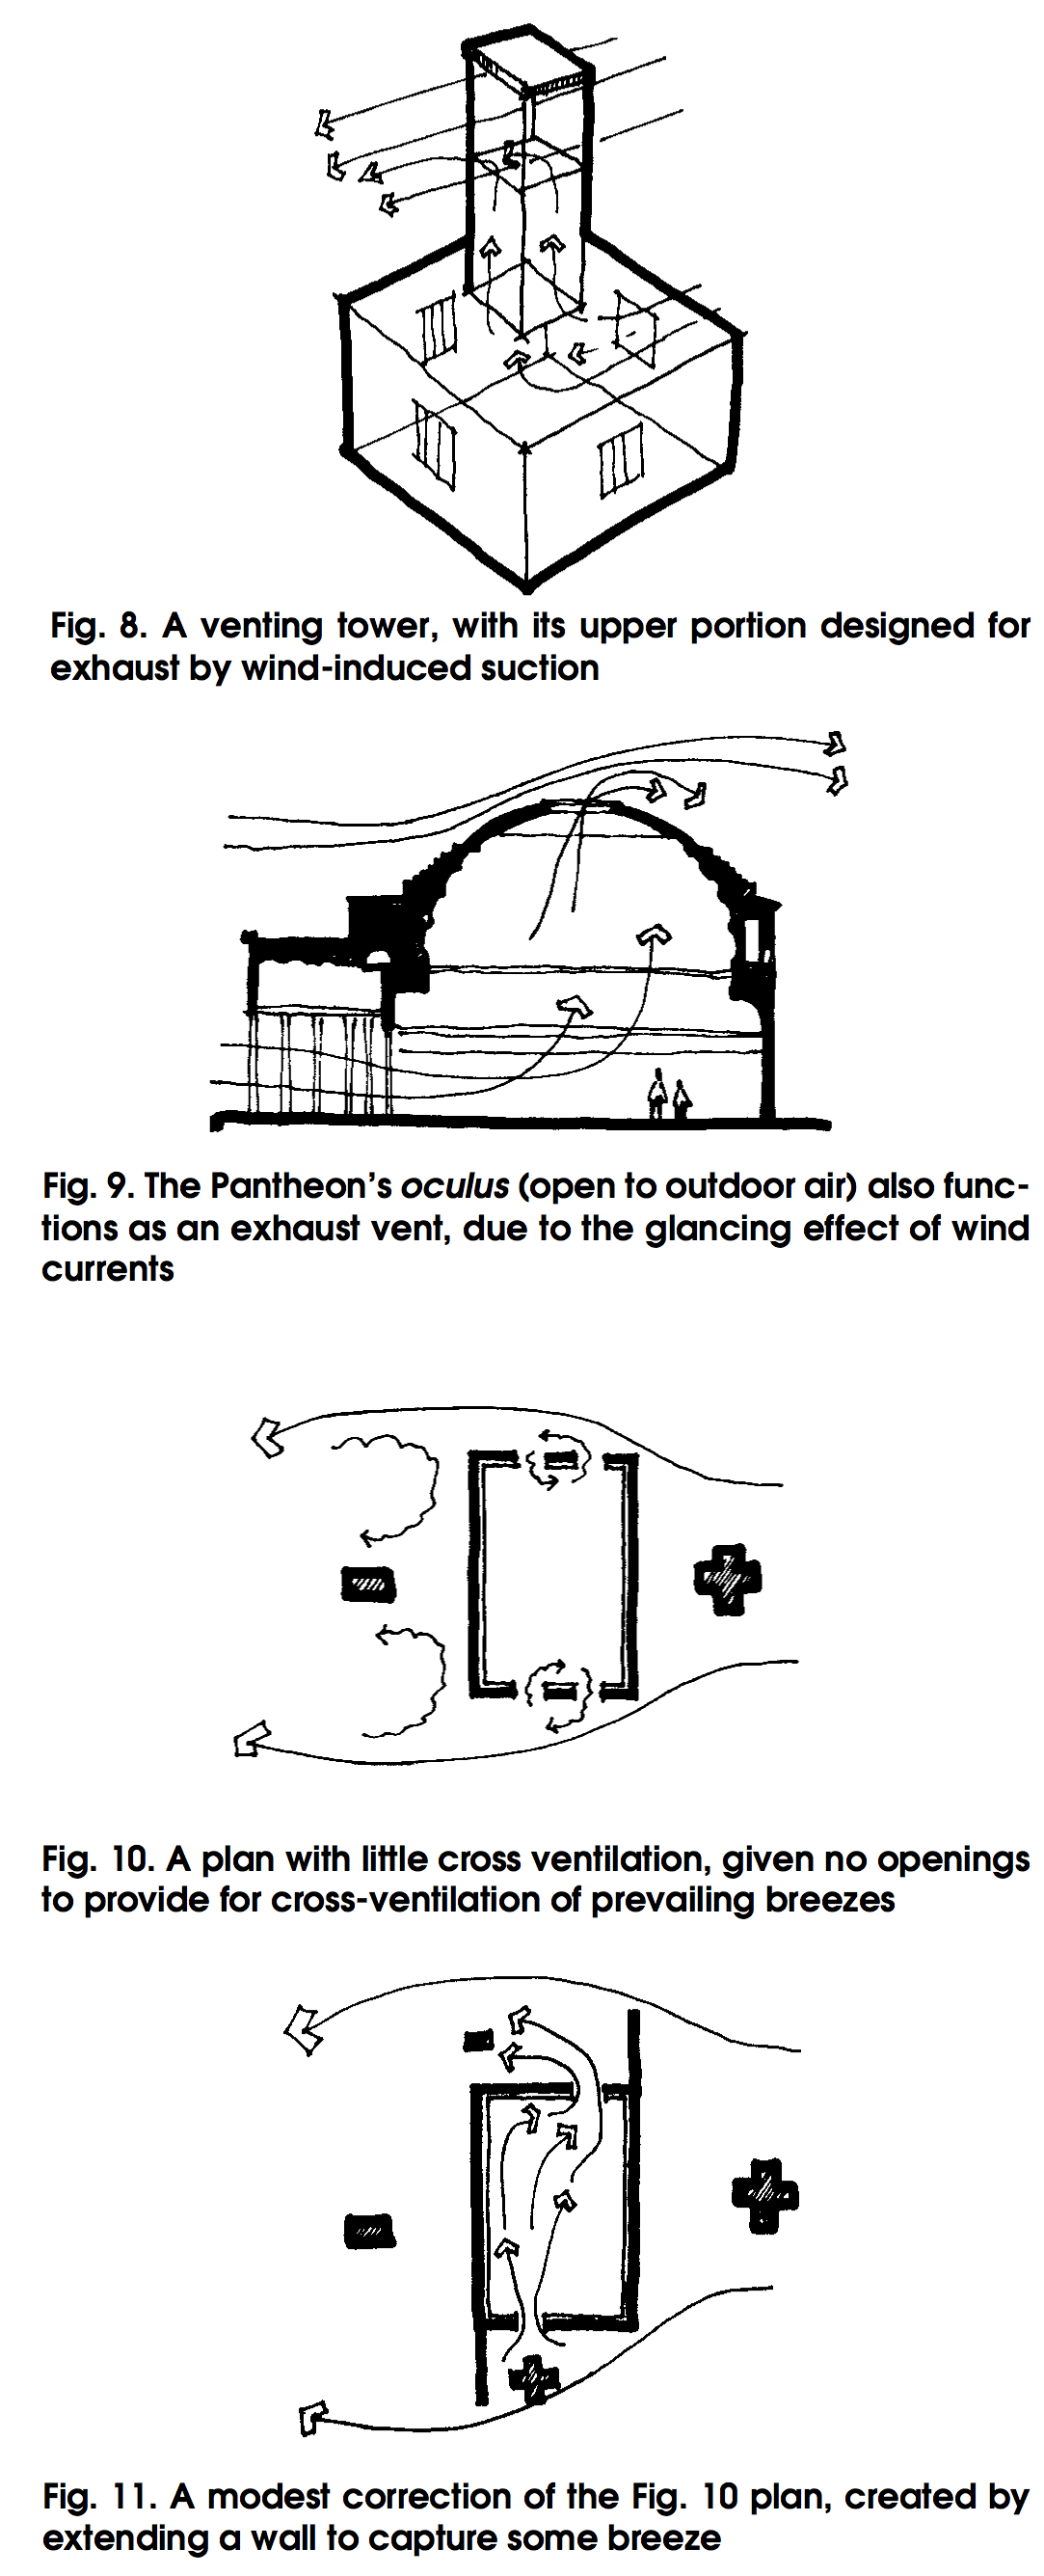 Fig. 8. A venting tower, with its upper portion designed for
exhaust by wind-induced suction
Fig. 9. The Pantheon's oculus (open to outdoor air) also func-
tions as an exhaust vent, due to the glancing effect of wind
currents
Fig. 10. A plan with little cross ventilation, given no openings
to provide for cross-ventilation of prevailing breezes
Fig. 11. A modest correction of the Fig. 10 plan, created by
extending a wall to capture some breeze